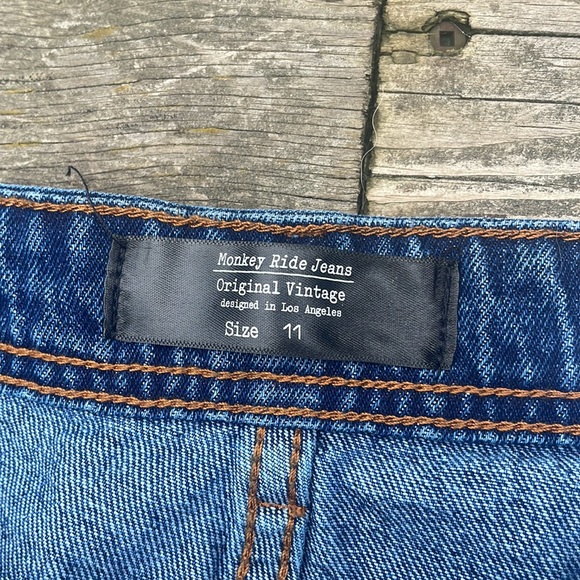 Monkey Ride Jeans
Original Vintage
designed in Los Angeles
Size 11